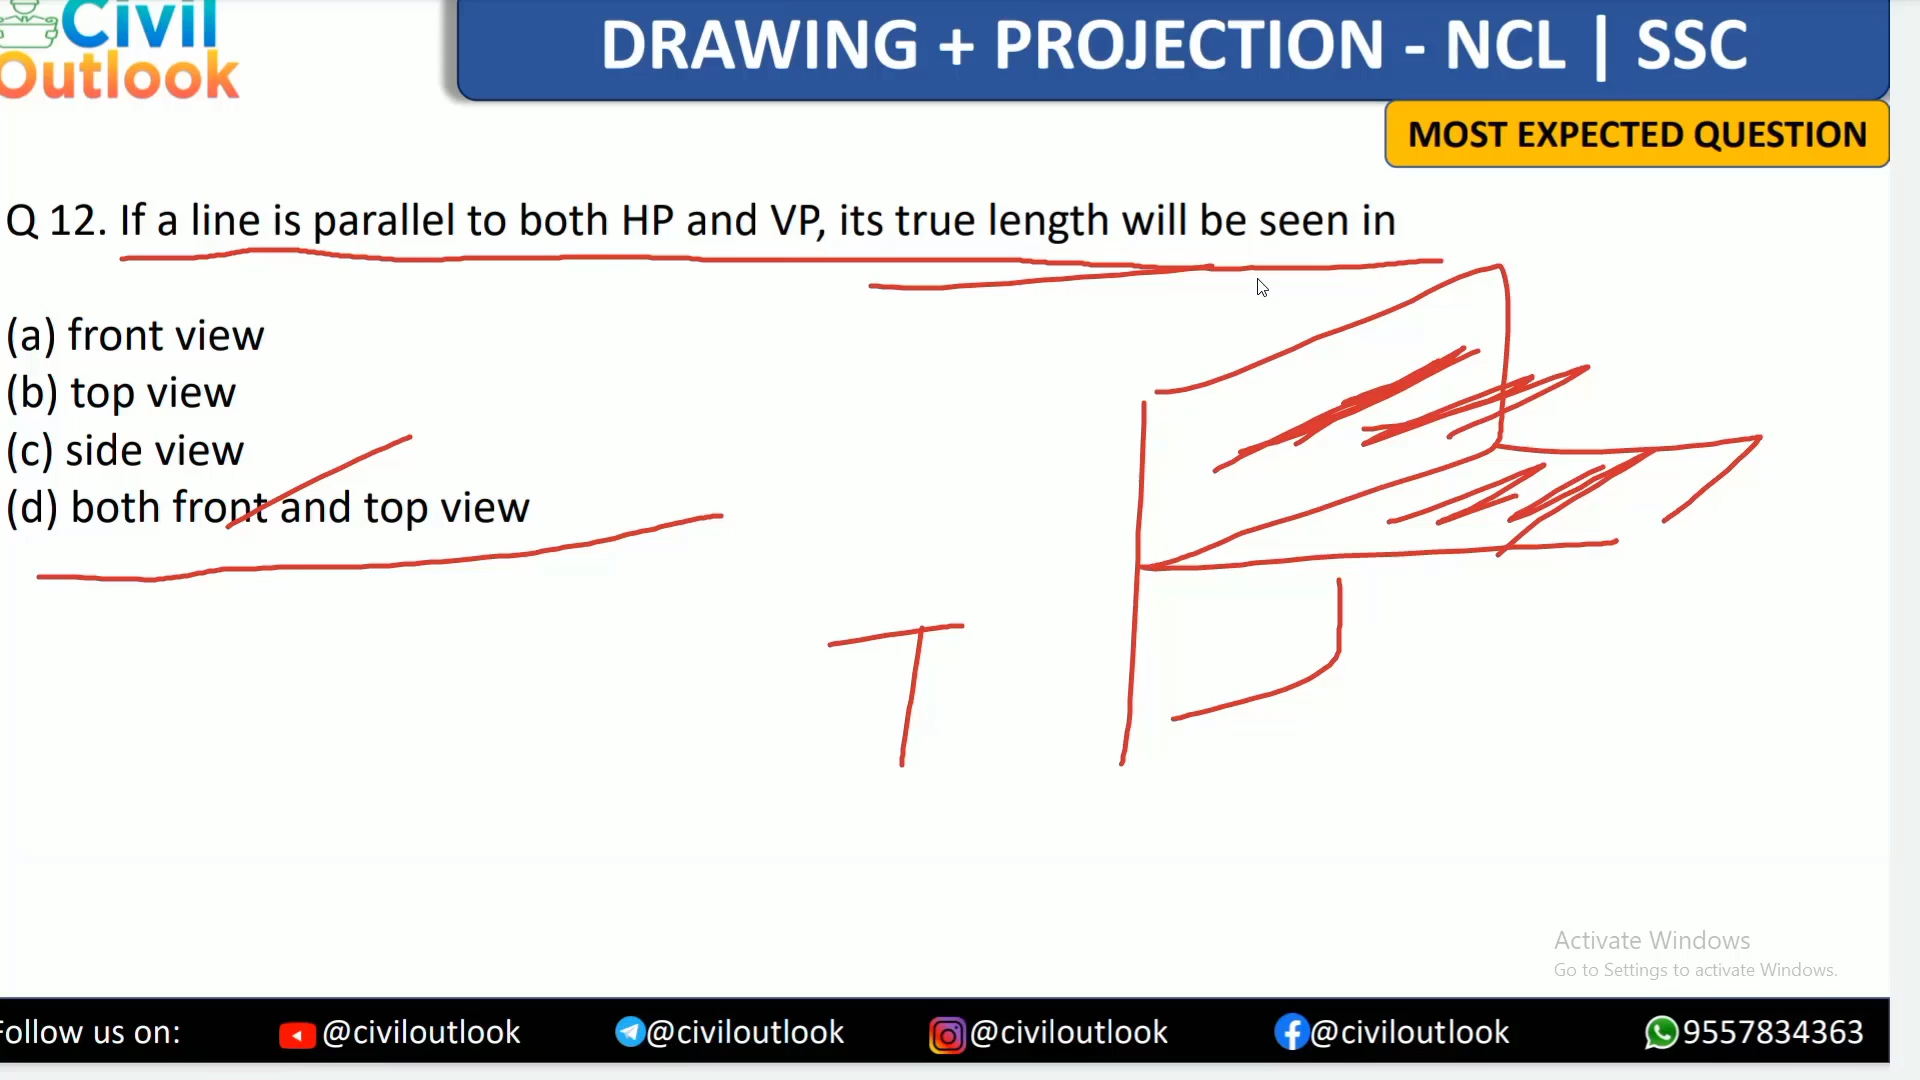 Civil
Outlook
DRAWING + PROJECTION - NCL | SSC
MOST EXPECTED QUESTION
Q 12. If a line is parallel to both HP and VP, its true length will be seen in
(a) front view
(b) top view
(c) side view
(d) both front and top view
T
Activate Windows
Go to Settings to activate Windows.
Follow us on: @civiloutlook @civiloutlook @civiloutlook @civiloutlook 9557834363